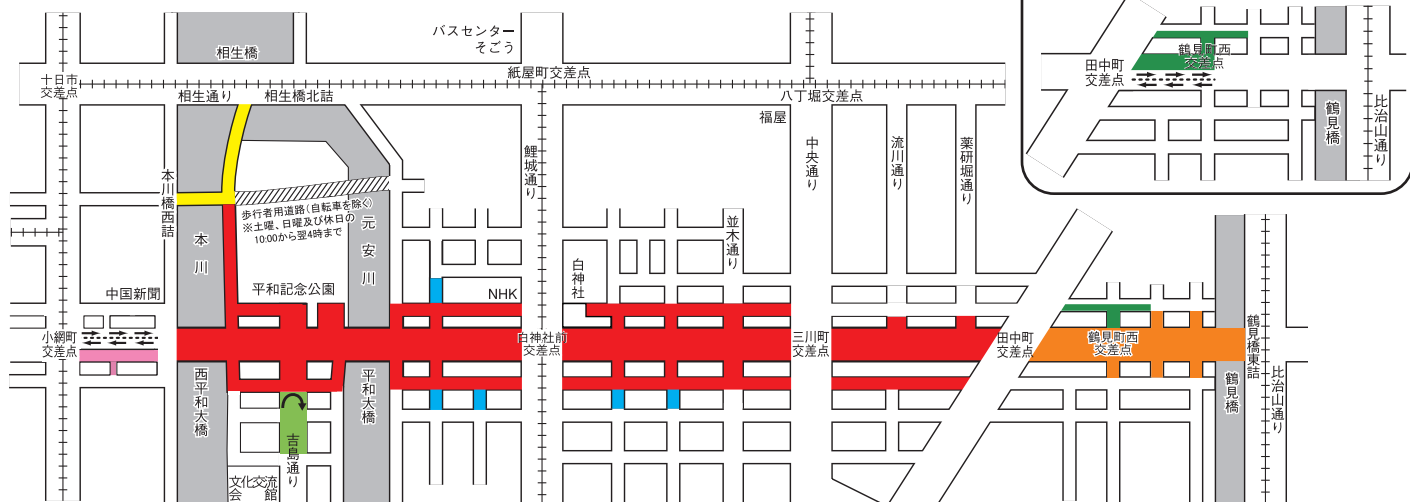 相生橋
バスセンター
そごう
十日市
交差点
紙屋町交差点
相生通り
相生橋北詰
八丁堀交差点
福屋
本川橋西詰
鯉城通り
中央通り
流川通り
薬研堀通り
歩行者用道路(自転車を除く)
※土曜、日曜及び休日の
10:00から翌4時まで
本川
元安川
並木通り
白神社
中国新聞
平和記念公園
NHK
小網町
交差点
白神社前
交差点
三川町
交差点
田中町
交差点
鶴見町西
交差点
鶴見橋東詰
西平和大橋
平和大橋
鶴見橋
比治山通り
吉島通り
文化交流
会館
鶴見町西
交差点
田中町
交差点
鶴見橋
比治山通り